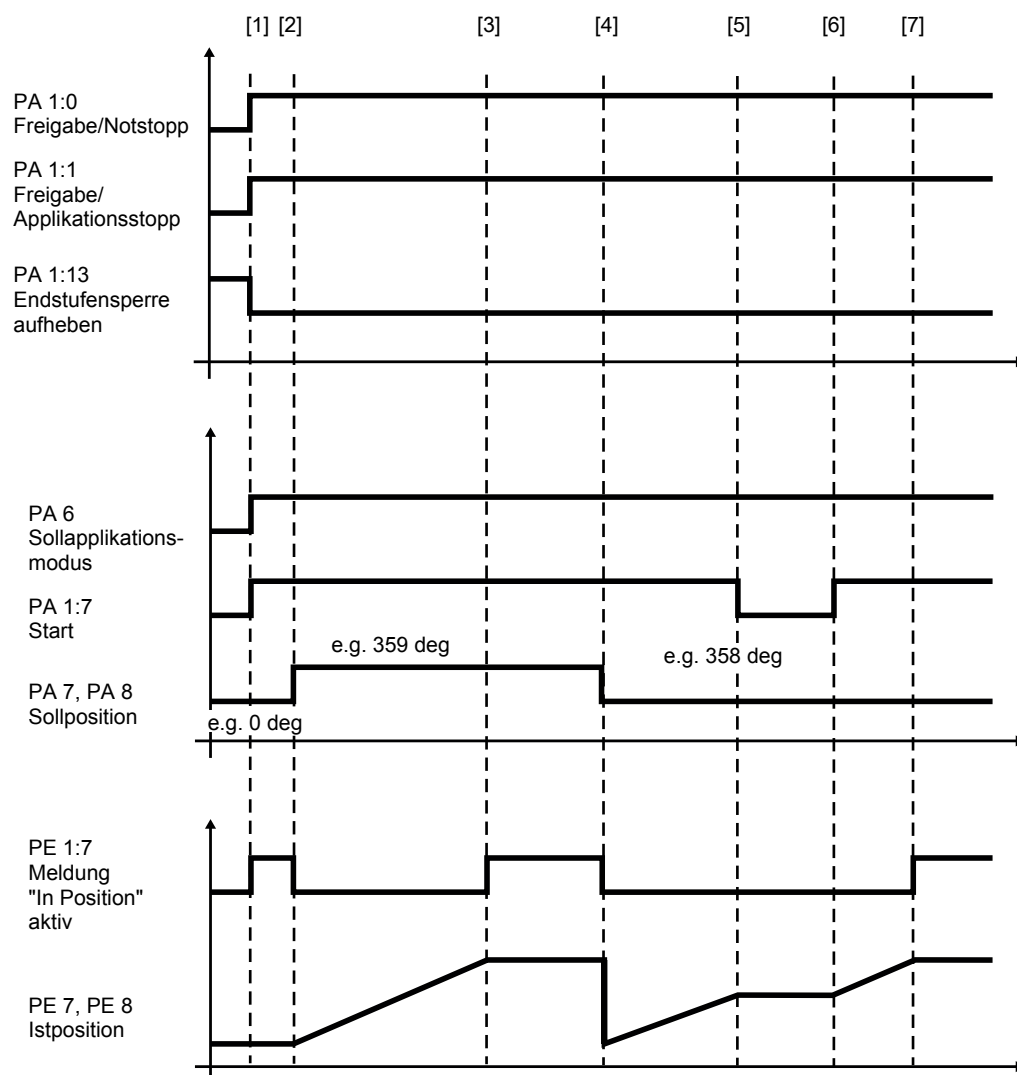 [1] [2] [3] [4] [5] [6] [7]
PA 1:0
Freigabe/Notstopp
PA 1:1
Freigabe/
Applikationsstopp
PA 1:13
Endstufensperre
aufheben
PA 6
Sollapplikations-
modus
PA 1:7
Start
e.g. 359 deg
e.g. 358 deg
PA 7, PA 8
Sollposition
e.g. 0 deg
PE 1:7
Meldung
"In Position"
aktiv
PE 7, PE 8
Istposition